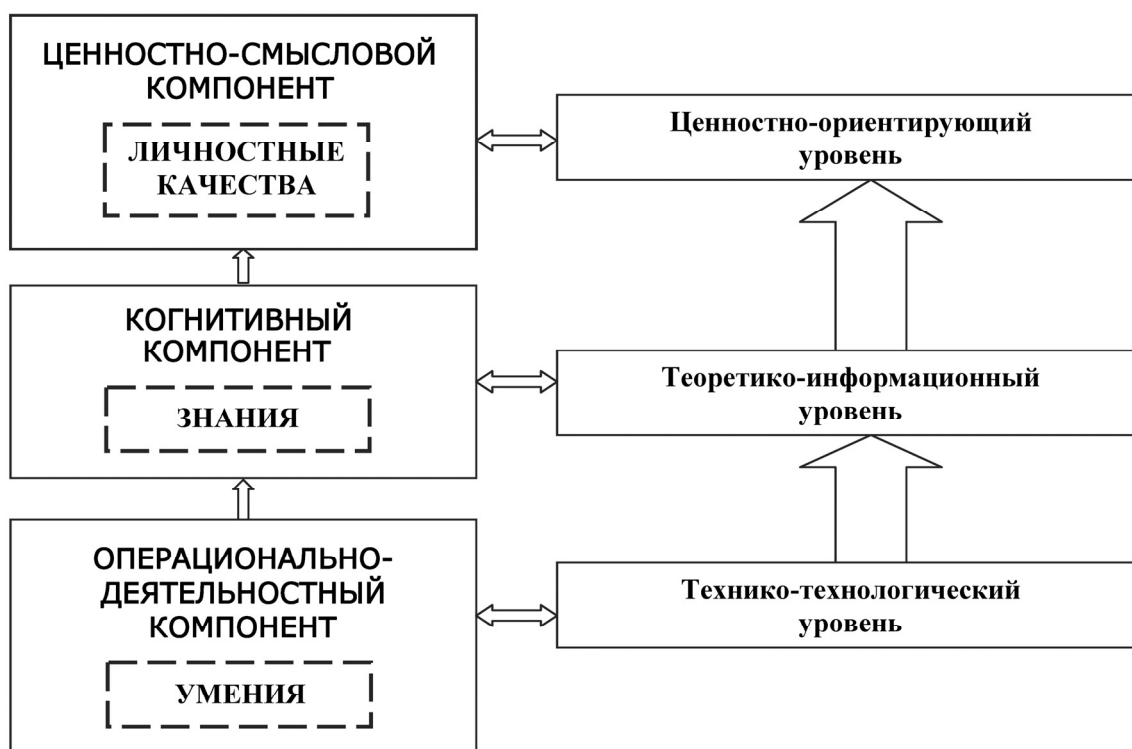 ЦЕННОСТНО-СМЫСЛОВОЙ
КОМПОНЕНТ
ЛИЧНОСТНЫЕ
КАЧЕСТВА
Ценностно-ориентирующий
уровень
КОГНИТИВНЫЙ
КОМПОНЕНТ
ЗНАНИЯ
Теоретико-информационный
уровень
ОПЕРАЦИОНАЛЬНО-
ДЕЯТЕЛЬНОСТНЫЙ
КОМПОНЕНТ
УМЕНИЯ
Технико-технологический
уровень